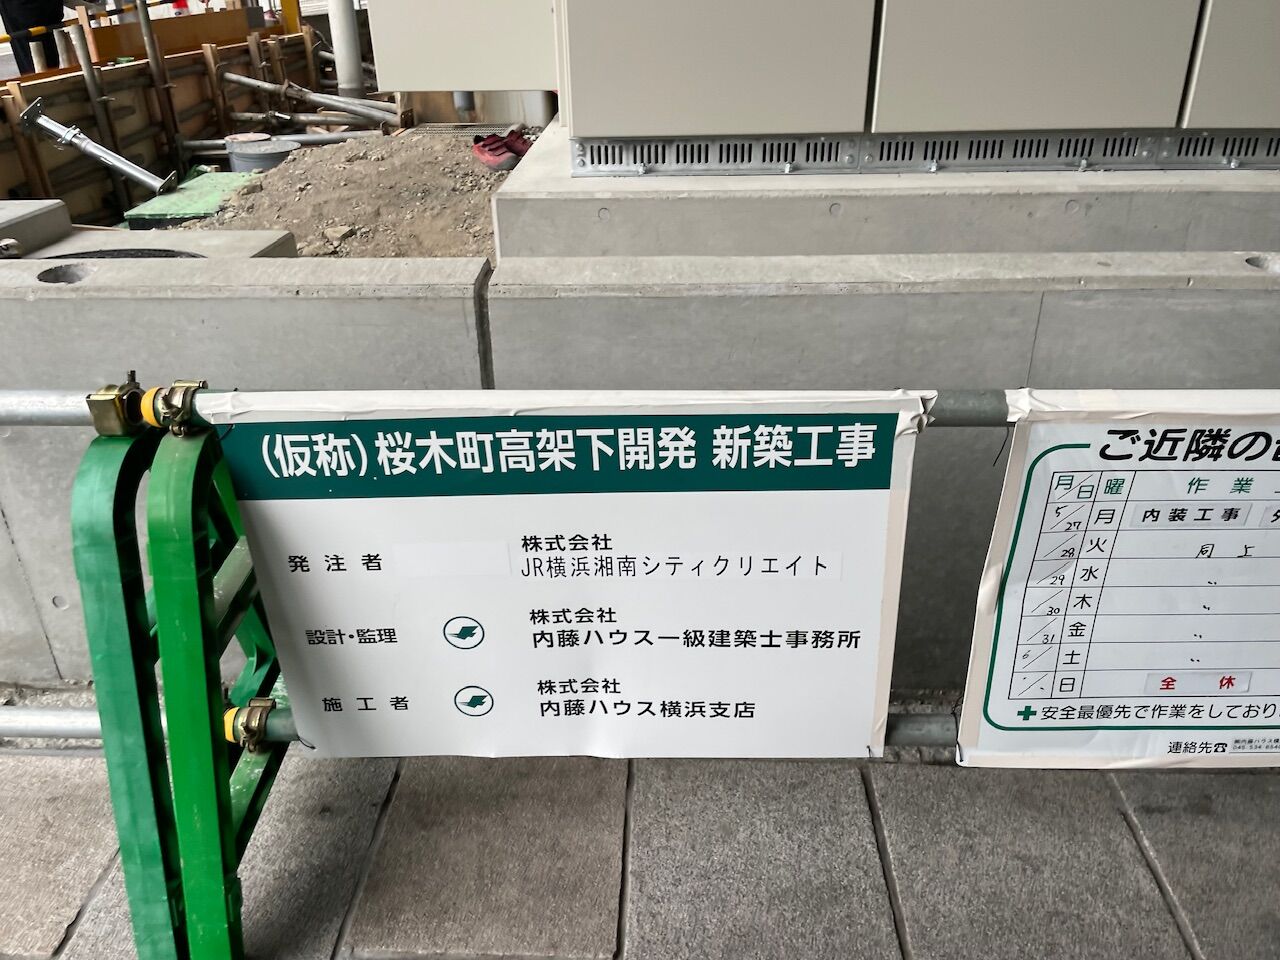 (仮称)桜木町高架下開発 新築工事
発注者
株式会社
JR横浜湘南シティクリエイト
設計・監理
株式会社
内藤ハウス一級建築士事務所
施工者
株式会社
内藤ハウス横浜支店
ご近隣の
月/日 曜 作業
5/27 月 内装工事
/28 火 同上
/29 水 〃
/30 木 〃
/31 金 〃
6/ 土 〃
日 全休
安全最優先で作業をしており
連絡先☎